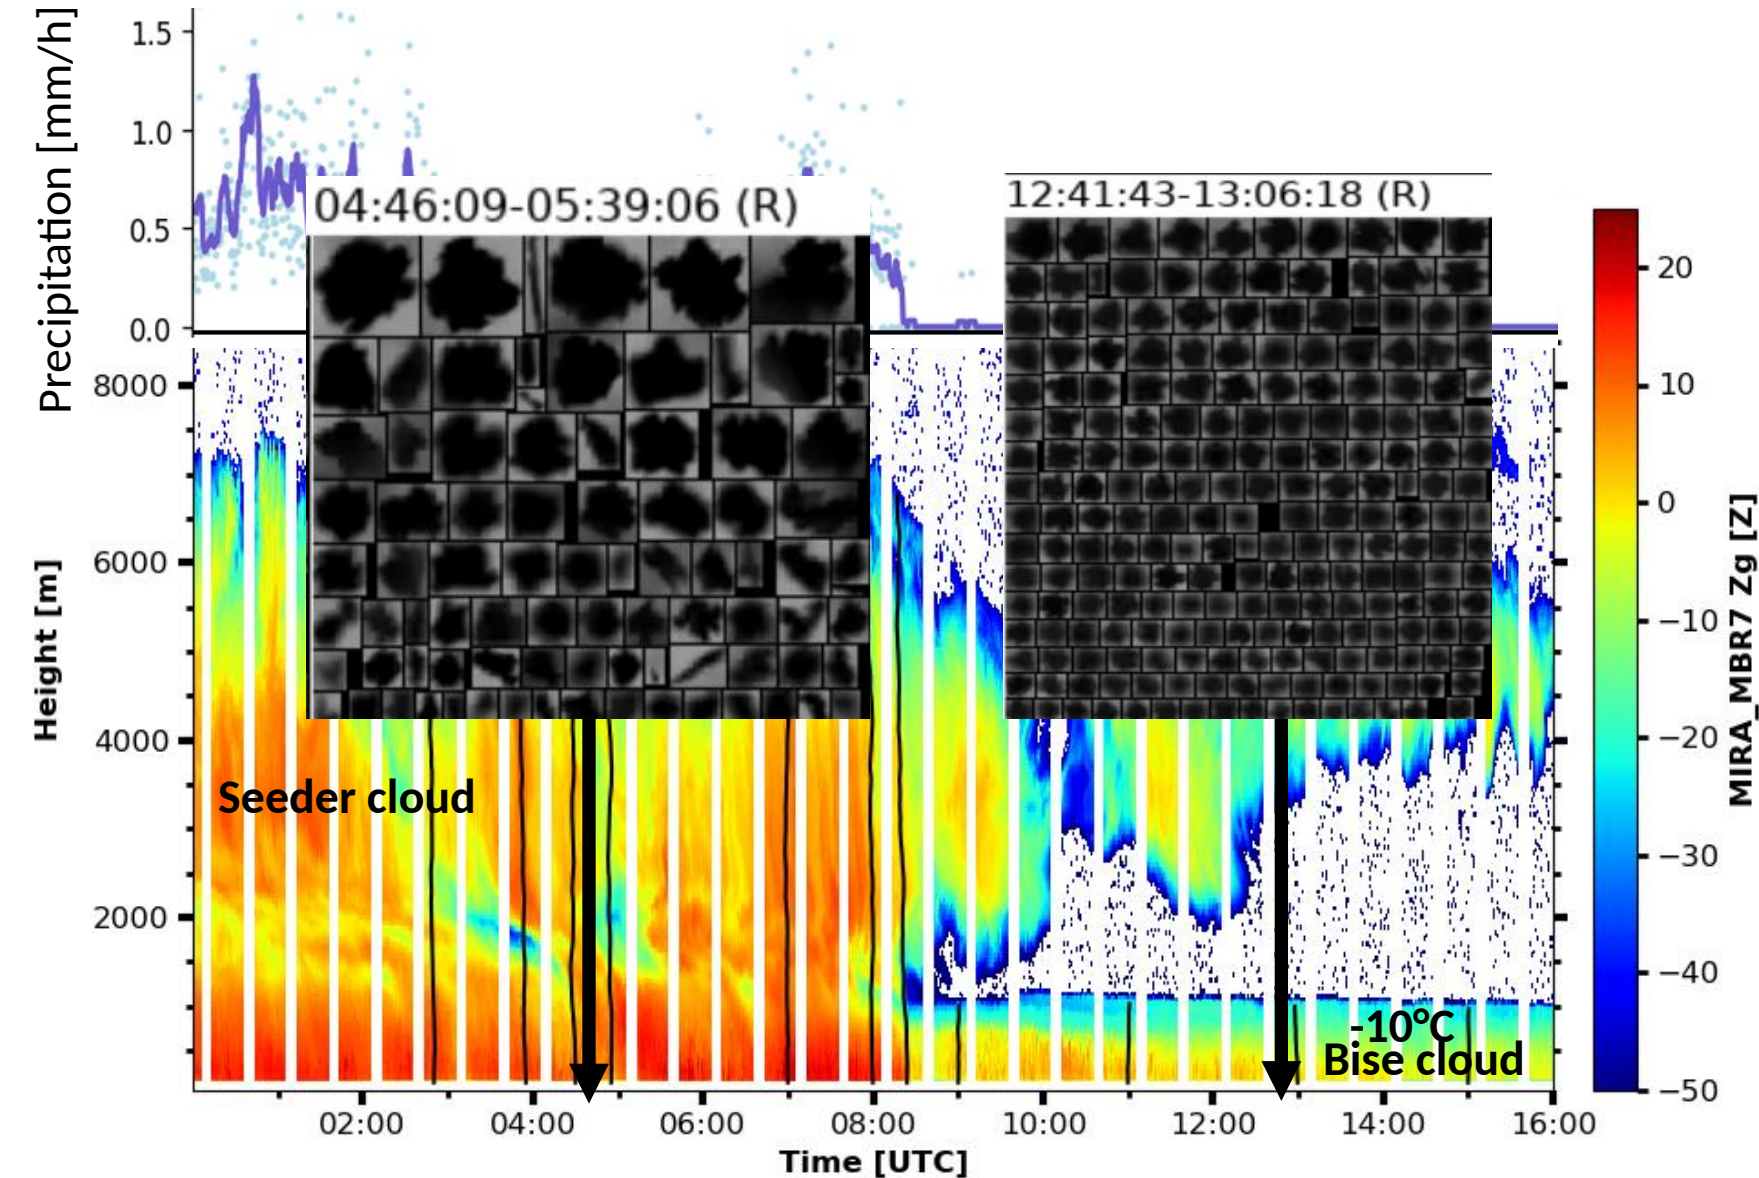 Precipitation [mm/h]
1.5
1.0
0.5
0.0
04:46:09-05:39:06 (R)
12:41:43-13:06:18 (R)
Height [m]
8000
6000
4000
2000
Seeder cloud
-10°C
Bise cloud
02:00
04:00
06:00
08:00
10:00
12:00
14:00
16:00
Time [UTC]
20
10
0
−10
−20
−30
−40
−50
MIRA_MBR7 Zg [Z]